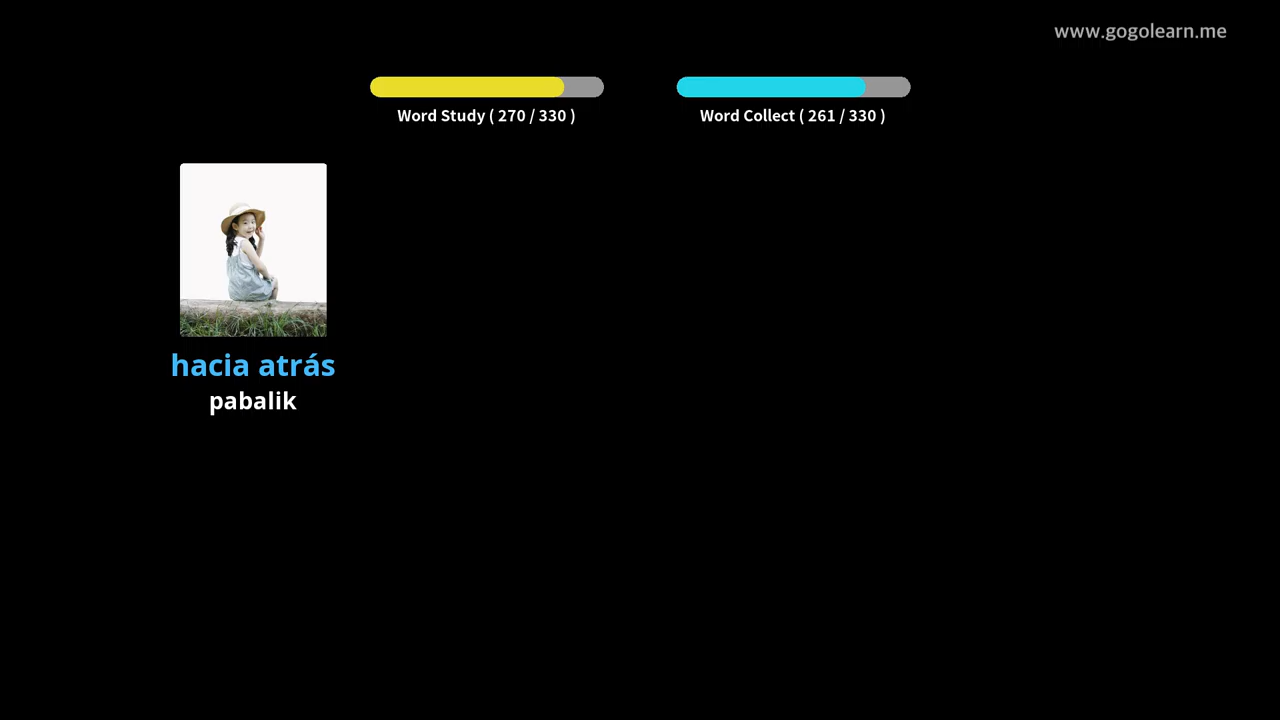 www.gogolearn.me
Word Study ( 270 / 330 )
Word Collect ( 261 / 330 )
hacia atrás
pabalik